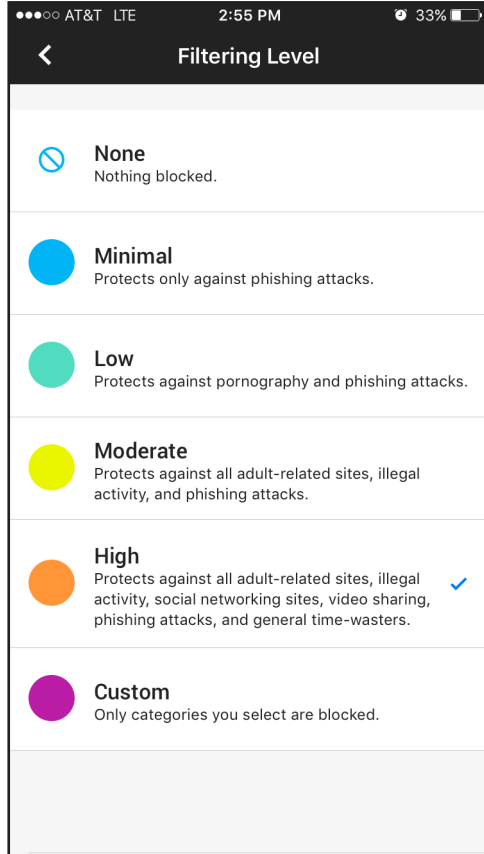 AT&T LTE 2:55 PM 33%
Filtering Level
None
Nothing blocked.
Minimal
Protects only against phishing attacks.
Low
Protects against pornography and phishing attacks.
Moderate
Protects against all adult-related sites, illegal
activity, and phishing attacks.
High
Protects against all adult-related sites, illegal
activity, social networking sites, video sharing,
phishing attacks, and general time-wasters.
Custom
Only categories you select are blocked.